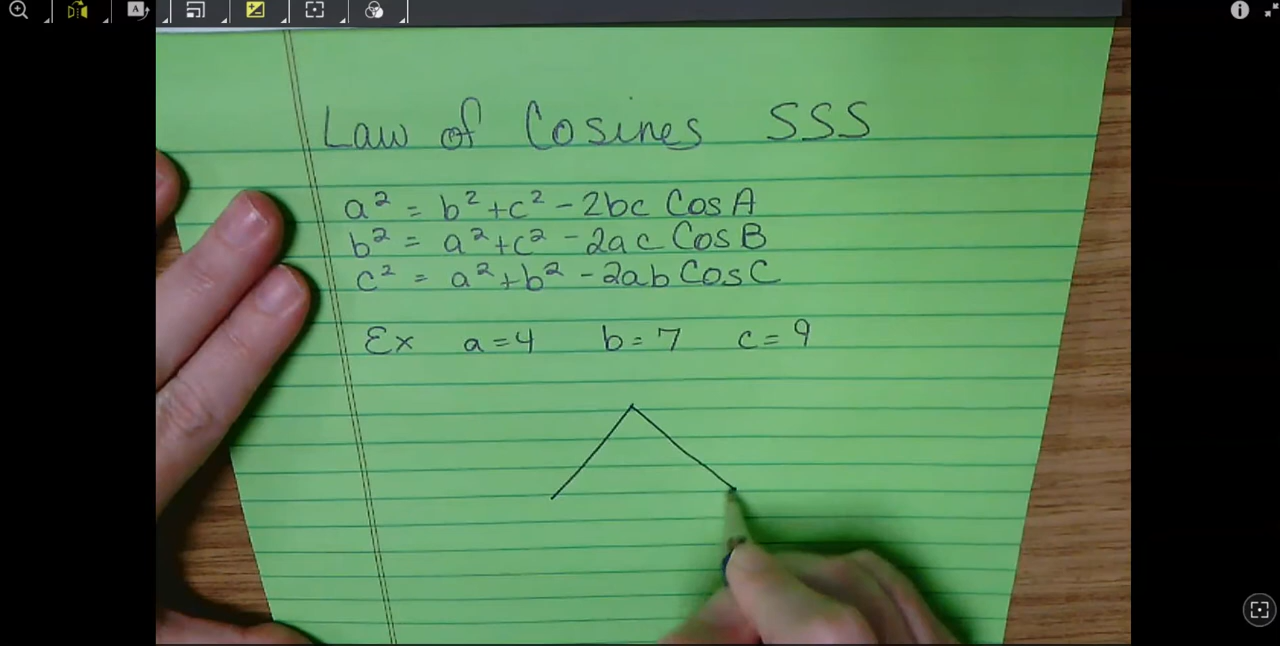 Law of Cosines SSS
a² = b² + c² - 2bc Cos A
b² = a² + c² - 2ac Cos B
c² = a² + b² - 2ab Cos C
Ex a = 4 b = 7 c = 9